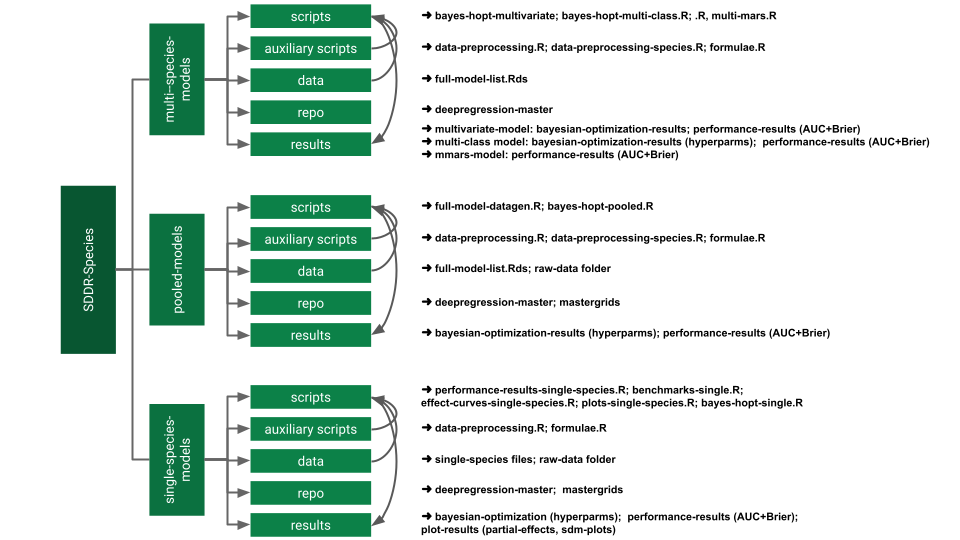 SDDR-Species
multi–species-
models
scripts
➜ bayes-hopt-multivariate; bayes-hopt-multi-class.R; .R, multi-mars.R
auxiliary scripts
➜ data-preprocessing.R; data-preprocessing-species.R; formulae.R
data
➜ full-model-list.Rds
repo
➜ deepregression-master
results
➜ multivariate-model: bayesian-optimization-results; performance-results (AUC+Brier)
➜ multi-class model: bayesian-optimization-results (hyperparms); performance-results (AUC+Brier)
➜ mmars-model: performance-results (AUC+Brier)
pooled-models
scripts
➜ full-model-datagen.R; bayes-hopt-pooled.R
auxiliary scripts
➜ data-preprocessing.R; data-preprocessing-species.R; formulae.R
data
➜ full-model-list.Rds; raw-data folder
repo
➜ deepregression-master; mastergrids
results
➜ bayesian-optimization-results (hyperparms); performance-results (AUC+Brier)
single-species-
models
scripts
➜ performance-results-single-species.R; benchmarks-single.R;
effect-curves-single-species.R; plots-single-species.R; bayes-hopt-single.R
auxiliary scripts
➜ data-preprocessing.R; formulae.R
data
➜ single-species files; raw-data folder
repo
➜ deepregression-master; mastergrids
results
➜ bayesian-optimization (hyperparms); performance-results (AUC+Brier);
plot-results (partial-effects, sdm-plots)